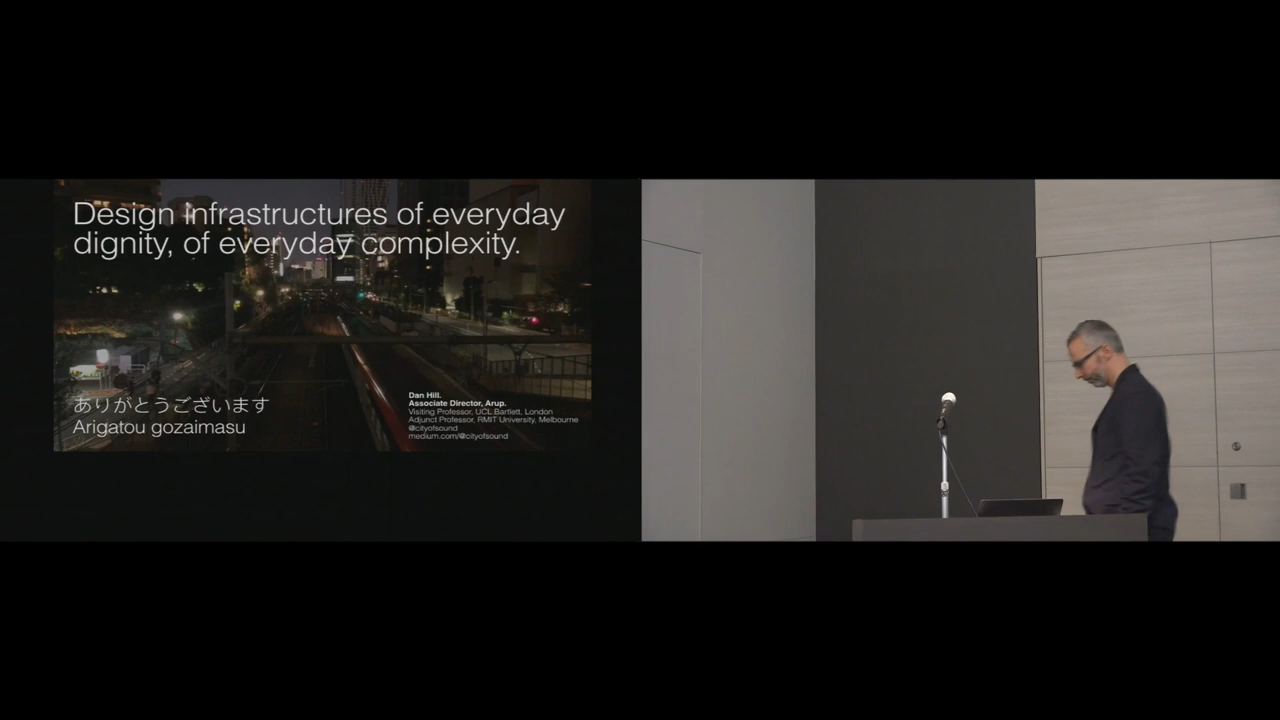 Design infrastructures of everyday
dignity, of everyday complexity.
ありがとうございます
Arigatou gozaimasu
Dan Hill.
Associate Director, Arup.
Visiting Professor, UCL Bartlett, London
Adjunct Professor, RMIT University, Melbourne
@cityofsound
medium.com/@cityofsound